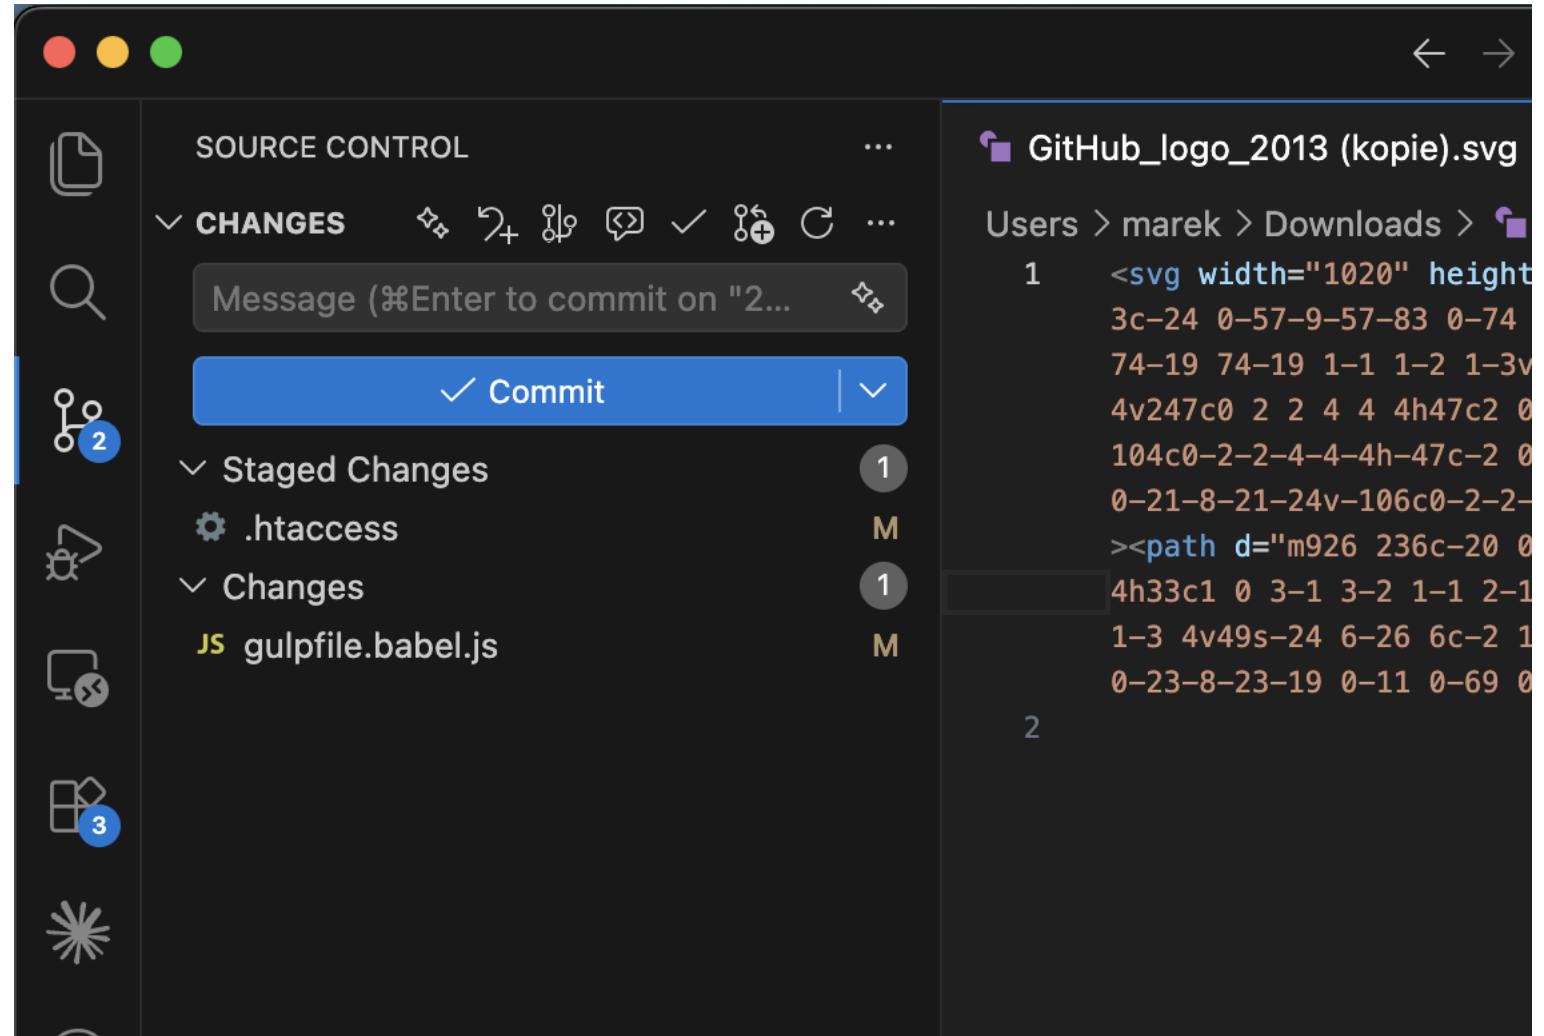 SOURCE CONTROL
CHANGES
Message (⌘Enter to commit on "2...
Commit
Staged Changes 1
.htaccess M
Changes 1
JS gulpfile.babel.js M
2
3
GitHub_logo_2013 (kopie).svg
Users > marek > Downloads >
1 <svg width="1020" height
3c-24 0-57-9-57-83 0-74
74-19 74-19 1-1 1-2 1-3v
4v247c0 2 2 4 4 4h47c2 0
104c0-2-2-4-4-4h-47c-2 0
0-21-8-21-24v-106c0-2-2-
><path d="m926 236c-20 0
4h33c1 0 3-1 3-2 1-1 2-1
1-3 4v49s-24 6-26 6c-2 1
0-23-8-23-19 0-11 0-69 0
2